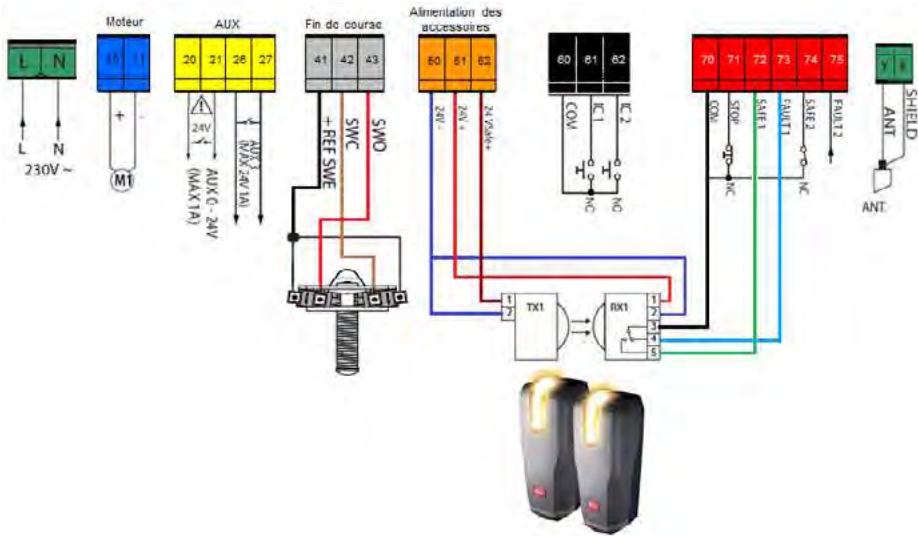 Moteur
AUX
Fin de course
Alimentation des
accessoires
L N
10 11
20 21 26 27
41 42 43
50 51 52
60 61 62
70 71 72 73 74 75
Y #
L N
230V ~
+ -
M1
24V
AUX 0 - 24V
(MAX 1A)
AUX 3
(MAX 24V 1A)
+ REF SWE
SWC
SWO
24V -
24V +
24 VSafe+
COM
IC 1
IC 2
NC
NC
COM
STOP
SAFE 1
FAULT 1
SAFE 2
FAULT 2
NC
NC
ANT
SHIELD
ANT.
1
2
TX1
RX1
1
2
3
4
5